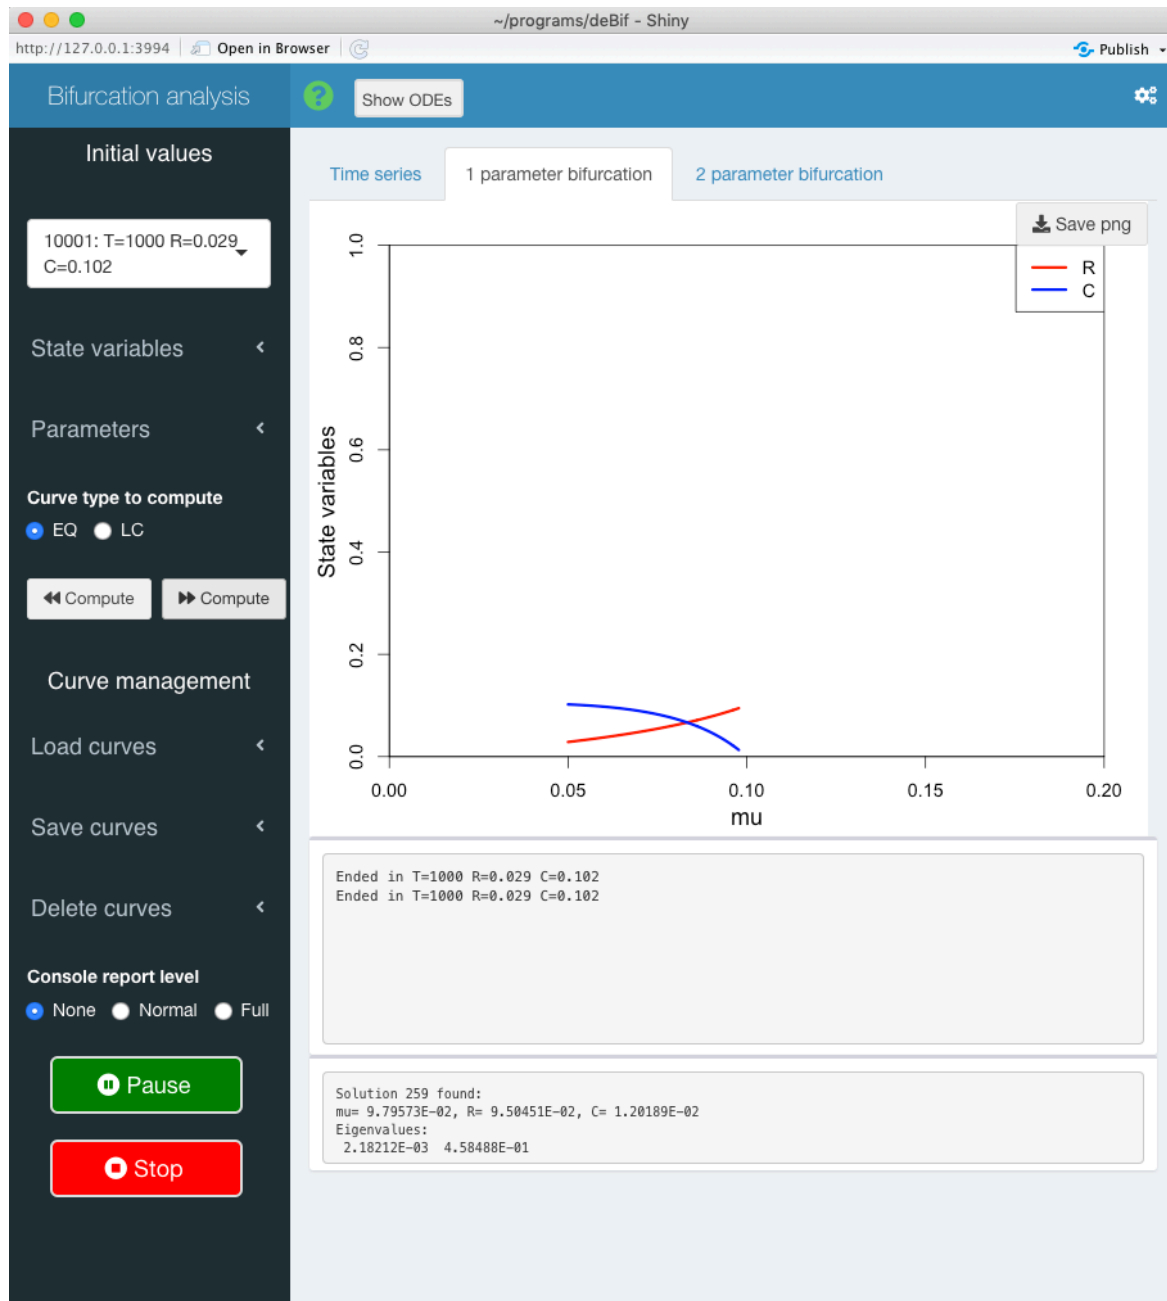 ~/programs/deBif - Shiny
http://127.0.0.1:3994 Open in Browser Publish
Bifurcation analysis
Show ODEs
Initial values
Time series 1 parameter bifurcation 2 parameter bifurcation
Save png
10001: T=1000 R=0.029
C=0.102
State variables
Parameters
Curve type to compute
EQ LC
Compute Compute
Curve management
Load curves
Save curves
Delete curves
Console report level
None Normal Full
Pause
Stop
R
C
State variables
1.0
0.8
0.6
0.4
0.2
0.0
0.00 0.05 0.10 0.15 0.20
mu
Ended in T=1000 R=0.029 C=0.102
Ended in T=1000 R=0.029 C=0.102
Solution 259 found:
mu= 9.79573E-02, R= 9.50451E-02, C= 1.20189E-02
Eigenvalues:
2.18212E-03 4.58488E-01